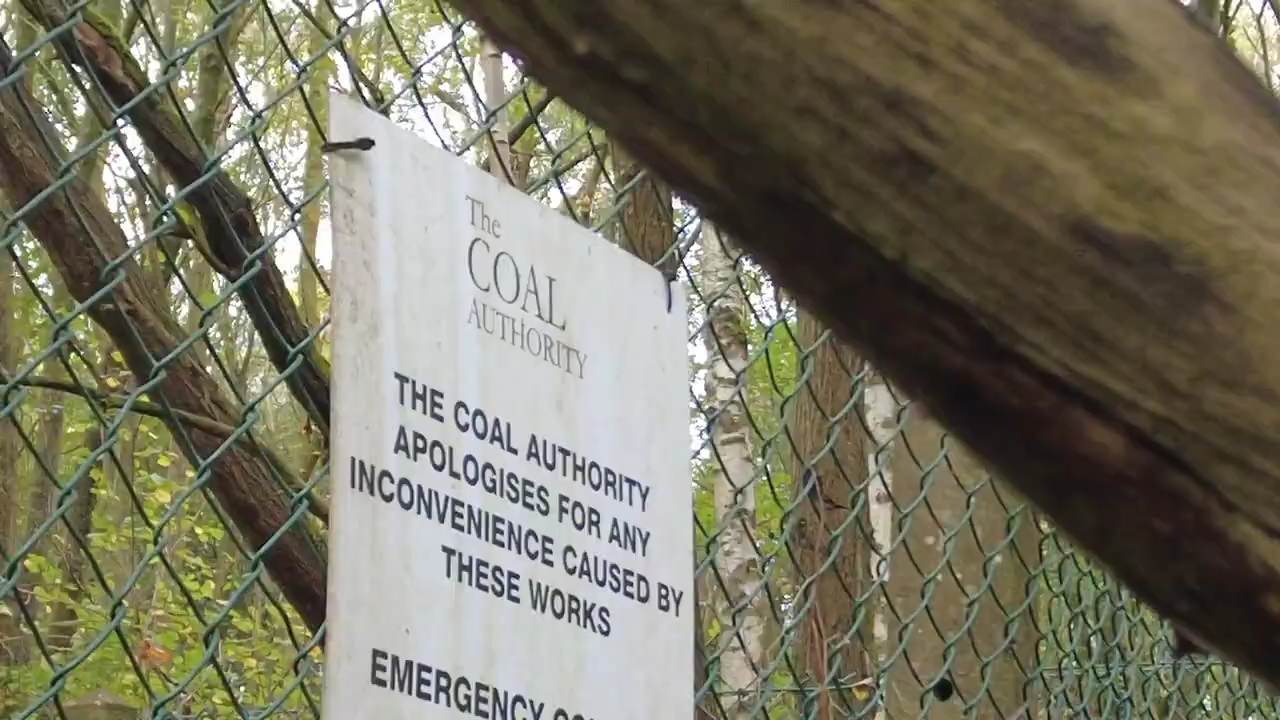 The
COAL
AUTHORITY
THE COAL AUTHORITY
APOLOGISES FOR ANY
INCONVENIENCE CAUSED BY
THESE WORKS
EMERGENCY